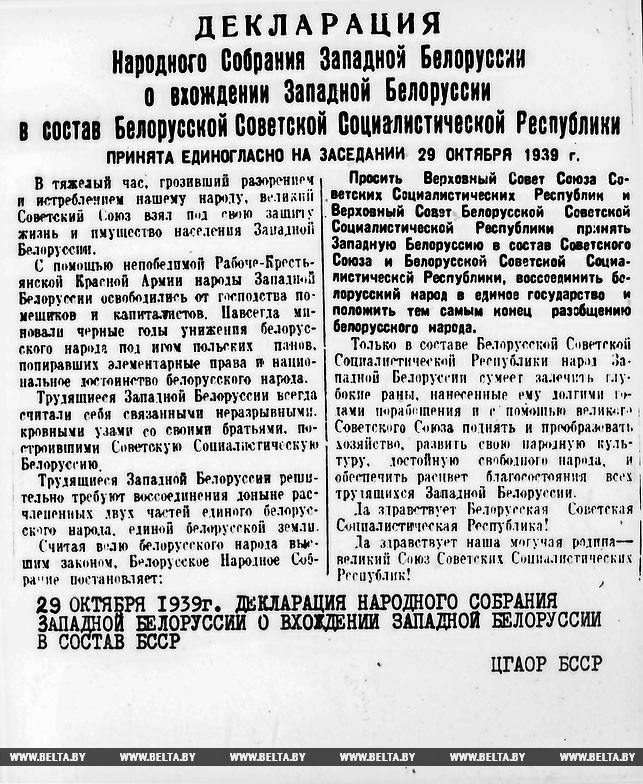 ДЕКЛАРАЦИЯ
Народного Собрания Западной Белоруссии
о вхождении Западной Белоруссии
в состав Белорусской Советской Социалистической Республики
ПРИНЯТА ЕДИНОГЛАСНО НА ЗАСЕДАНИИ 29 ОКТЯБРЯ 1939 г.
В тяжелый час, грозивший разорением
и истреблением нашему народу, великий
Советский Союз взял под свою защиту
жизнь и имущество населения Западной
Белоруссии.
С помощью непобедимой Рабоче-Кресть-
янской Красной Армии народы Западной
Белоруссии освободились от господства по-
мещиков и капиталистов. Навсегда ми-
новали черные годы унижения белорус-
ского народа под игом польских панов,
попиравших элементарные права и нацио-
нальное достоинство белорусского народа.
Трудящиеся Западной Белоруссии всегда
считали себя связанными неразрывными,
кровными узами со своими братьями, по-
строившими Советскую Социалистическую
Белоруссию.
Трудящиеся Западной Белоруссии реши-
тельно требуют воссоединения доныне рас-
члененных двух частей единого белорус-
ского народа, единой белорусской земли.
Считая волю белорусского народа выс-
шим законом, Белорусское Народное Соб-
рание постановляет:
Просить Верховный Совет Союза Со-
ветских Социалистических Республик и
Верховный Совет Белорусской Советской
Социалистической Республики принять
Западную Белоруссию в состав Советского
Союза и Белорусской Советской Социа-
листической Республики, воссоединить бе-
лорусский народ в единое государство и
положить тем самым конец разобщению
белорусского народа.
Только в составе Белорусской Советской
Социалистической Республики народ За-
падной Белоруссии сумеет залечить глу-
бокие раны, нанесенные ему долгими го-
дами порабощения и с помощью великого
Советского Союза поднять и преобразовать
хозяйство, развить свою народную куль-
туру, достойную свободного народа, и
обеспечить расцвет благосостояния всех
трудящихся Западной Белоруссии.
Да здравствует Белорусская Советская
Социалистическая Республика!
Да здравствует наша могучая родина—
великий Союз Советских Социалистических
Республик!
29 ОКТЯБРЯ 1939г. ДЕКЛАРАЦИЯ НАРОДНОГО СОБРАНИЯ
ЗАПАДНОЙ БЕЛОРУССИИ О ВХОЖДЕНИИ ЗАПАДНОЙ БЕЛОРУССИИ
В СОСТАВ БССР
ЦГАОР БССР
WWW.BELTA.BY WWW.BELTA.BY WWW.BELTA.BY WWW.BELTA.BY WWW.BELTA.BY WWW.BELTA.BY